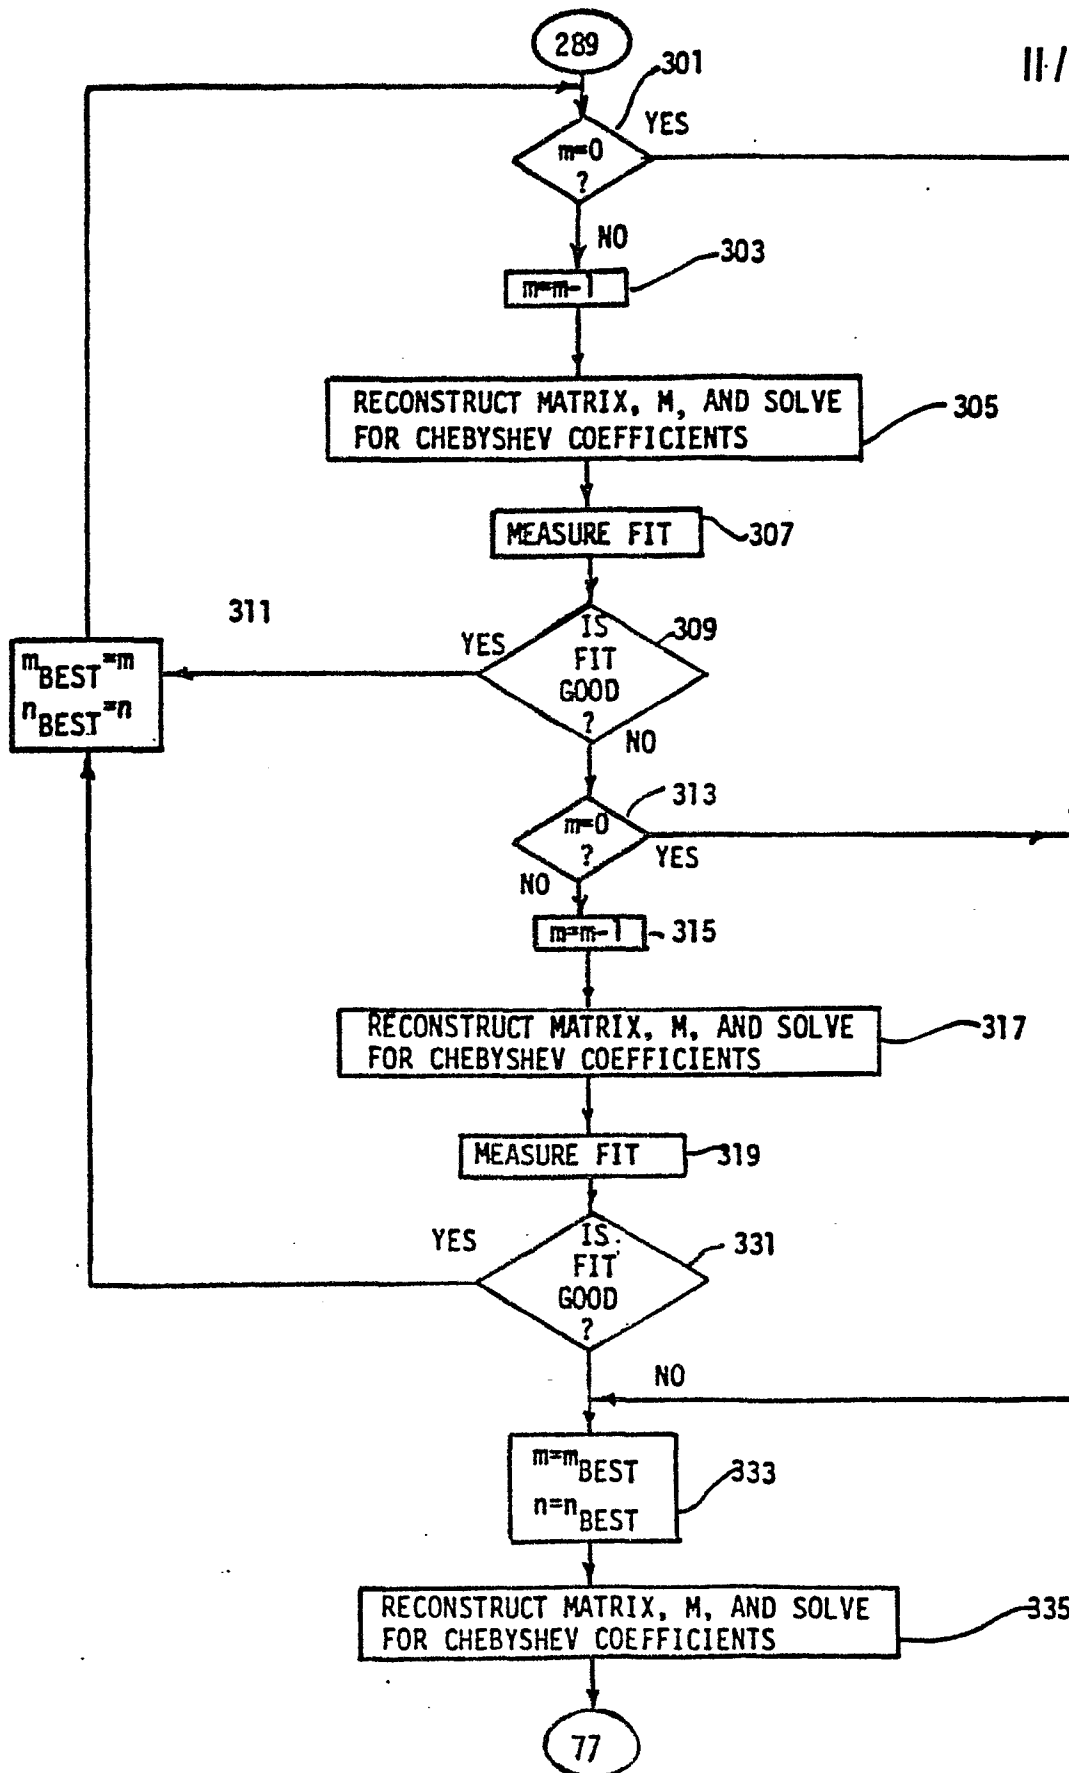 289
301
11/
YES
m=0
?
NO
303
m=m-1
RECONSTRUCT MATRIX, M, AND SOLVE
FOR CHEBYSHEV COEFFICIENTS
305
MEASURE FIT
307
311
YES
IS
FIT
GOOD
?
309
mBEST=m
nBEST=n
NO
313
m=0
?
YES
NO
m=m-1
315
RECONSTRUCT MATRIX, M, AND SOLVE
FOR CHEBYSHEV COEFFICIENTS
317
MEASURE FIT
319
YES
IS
FIT
GOOD
?
331
NO
m=mBEST
n=nBEST
333
RECONSTRUCT MATRIX, M, AND SOLVE
FOR CHEBYSHEV COEFFICIENTS
335
77